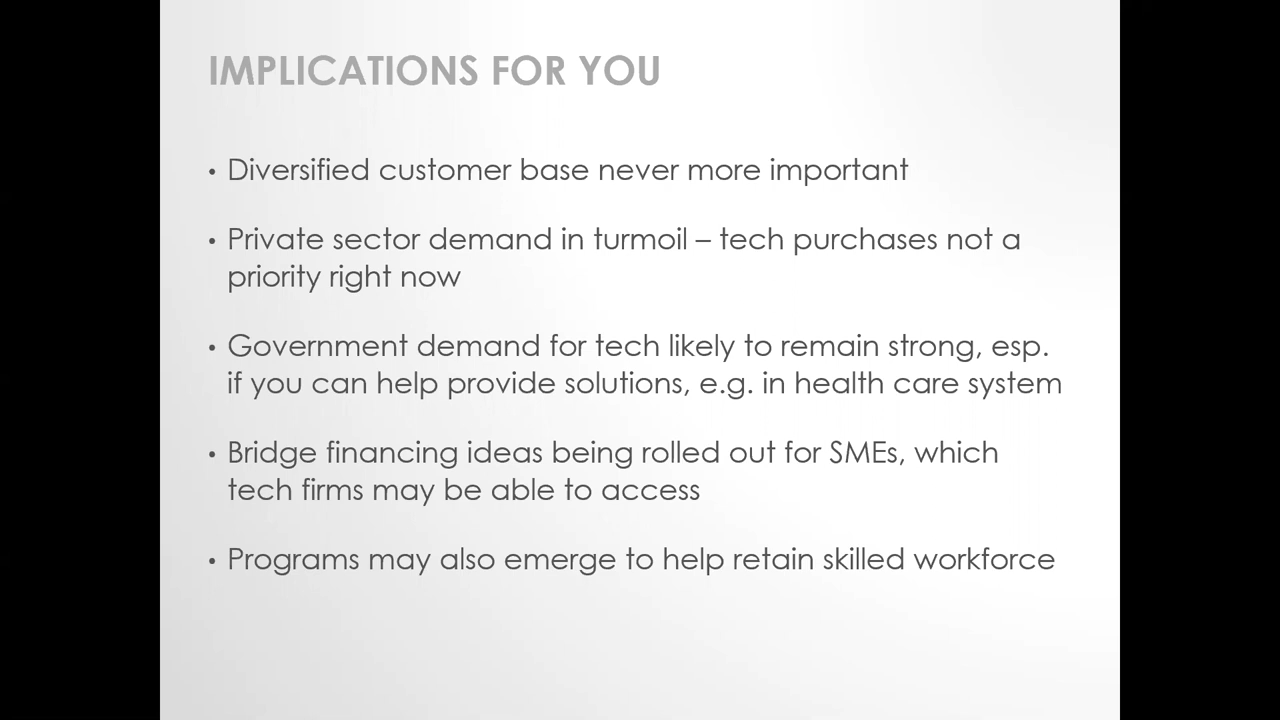 IMPLICATIONS FOR YOU
• Diversified customer base never more important
• Private sector demand in turmoil – tech purchases not a
priority right now
• Government demand for tech likely to remain strong, esp.
if you can help provide solutions, e.g. in health care system
• Bridge financing ideas being rolled out for SMEs, which
tech firms may be able to access
• Programs may also emerge to help retain skilled workforce